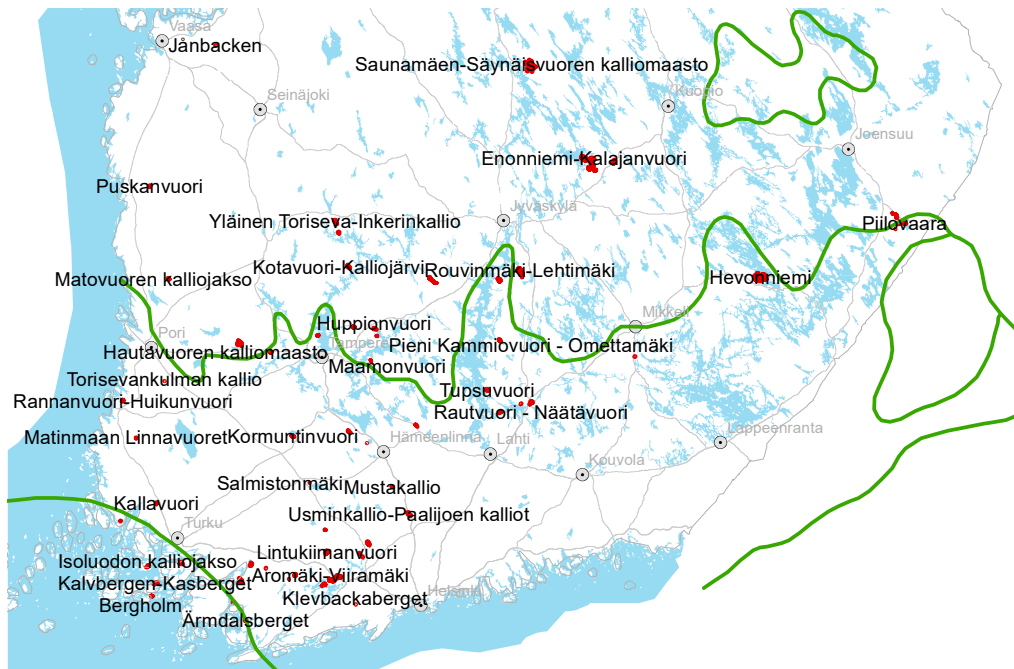 Vaasa
Jånbacken
Saunamäen-Säynäisvuoren kalliomaasto
Kuopio
Seinäjoki
Joensuu
Enonniemi-Kalajanvuori
Puskanvuori
Yläinen Toriseva-Inkerinkallio
Jyväskylä
Piilovaara
Matovuoren kalliojakso
Kotavuori-Kalliojärvi
Rouvinmäki-Lehtimäki
Hevonniemi
Mikkeli
Huppionvuori
Pori
Tampere
Hautavuoren kalliomaasto
Pieni Kammiovuori - Omettamäki
Maamonvuori
Torisevankulman kallio
Tupsuvuori
Rannanvuori-Huikunvuori
Rautvuori - Näätävuori
Matinmaan Linnavuoret
Kormuntinvuori
Hämeenlinna
Lahti
Lappeenranta
Kouvola
Salmistonmäki
Mustakallio
Kallavuori
Usminkallio-Paalijoen kalliot
Turku
Lintukiimanvuori
Isoluodon kalliojakso
Aromäki-Viiramäki
Kalvbergen-Kasberget
Helsinki
Klevbackaberget
Bergholm
Ärmdalsberget